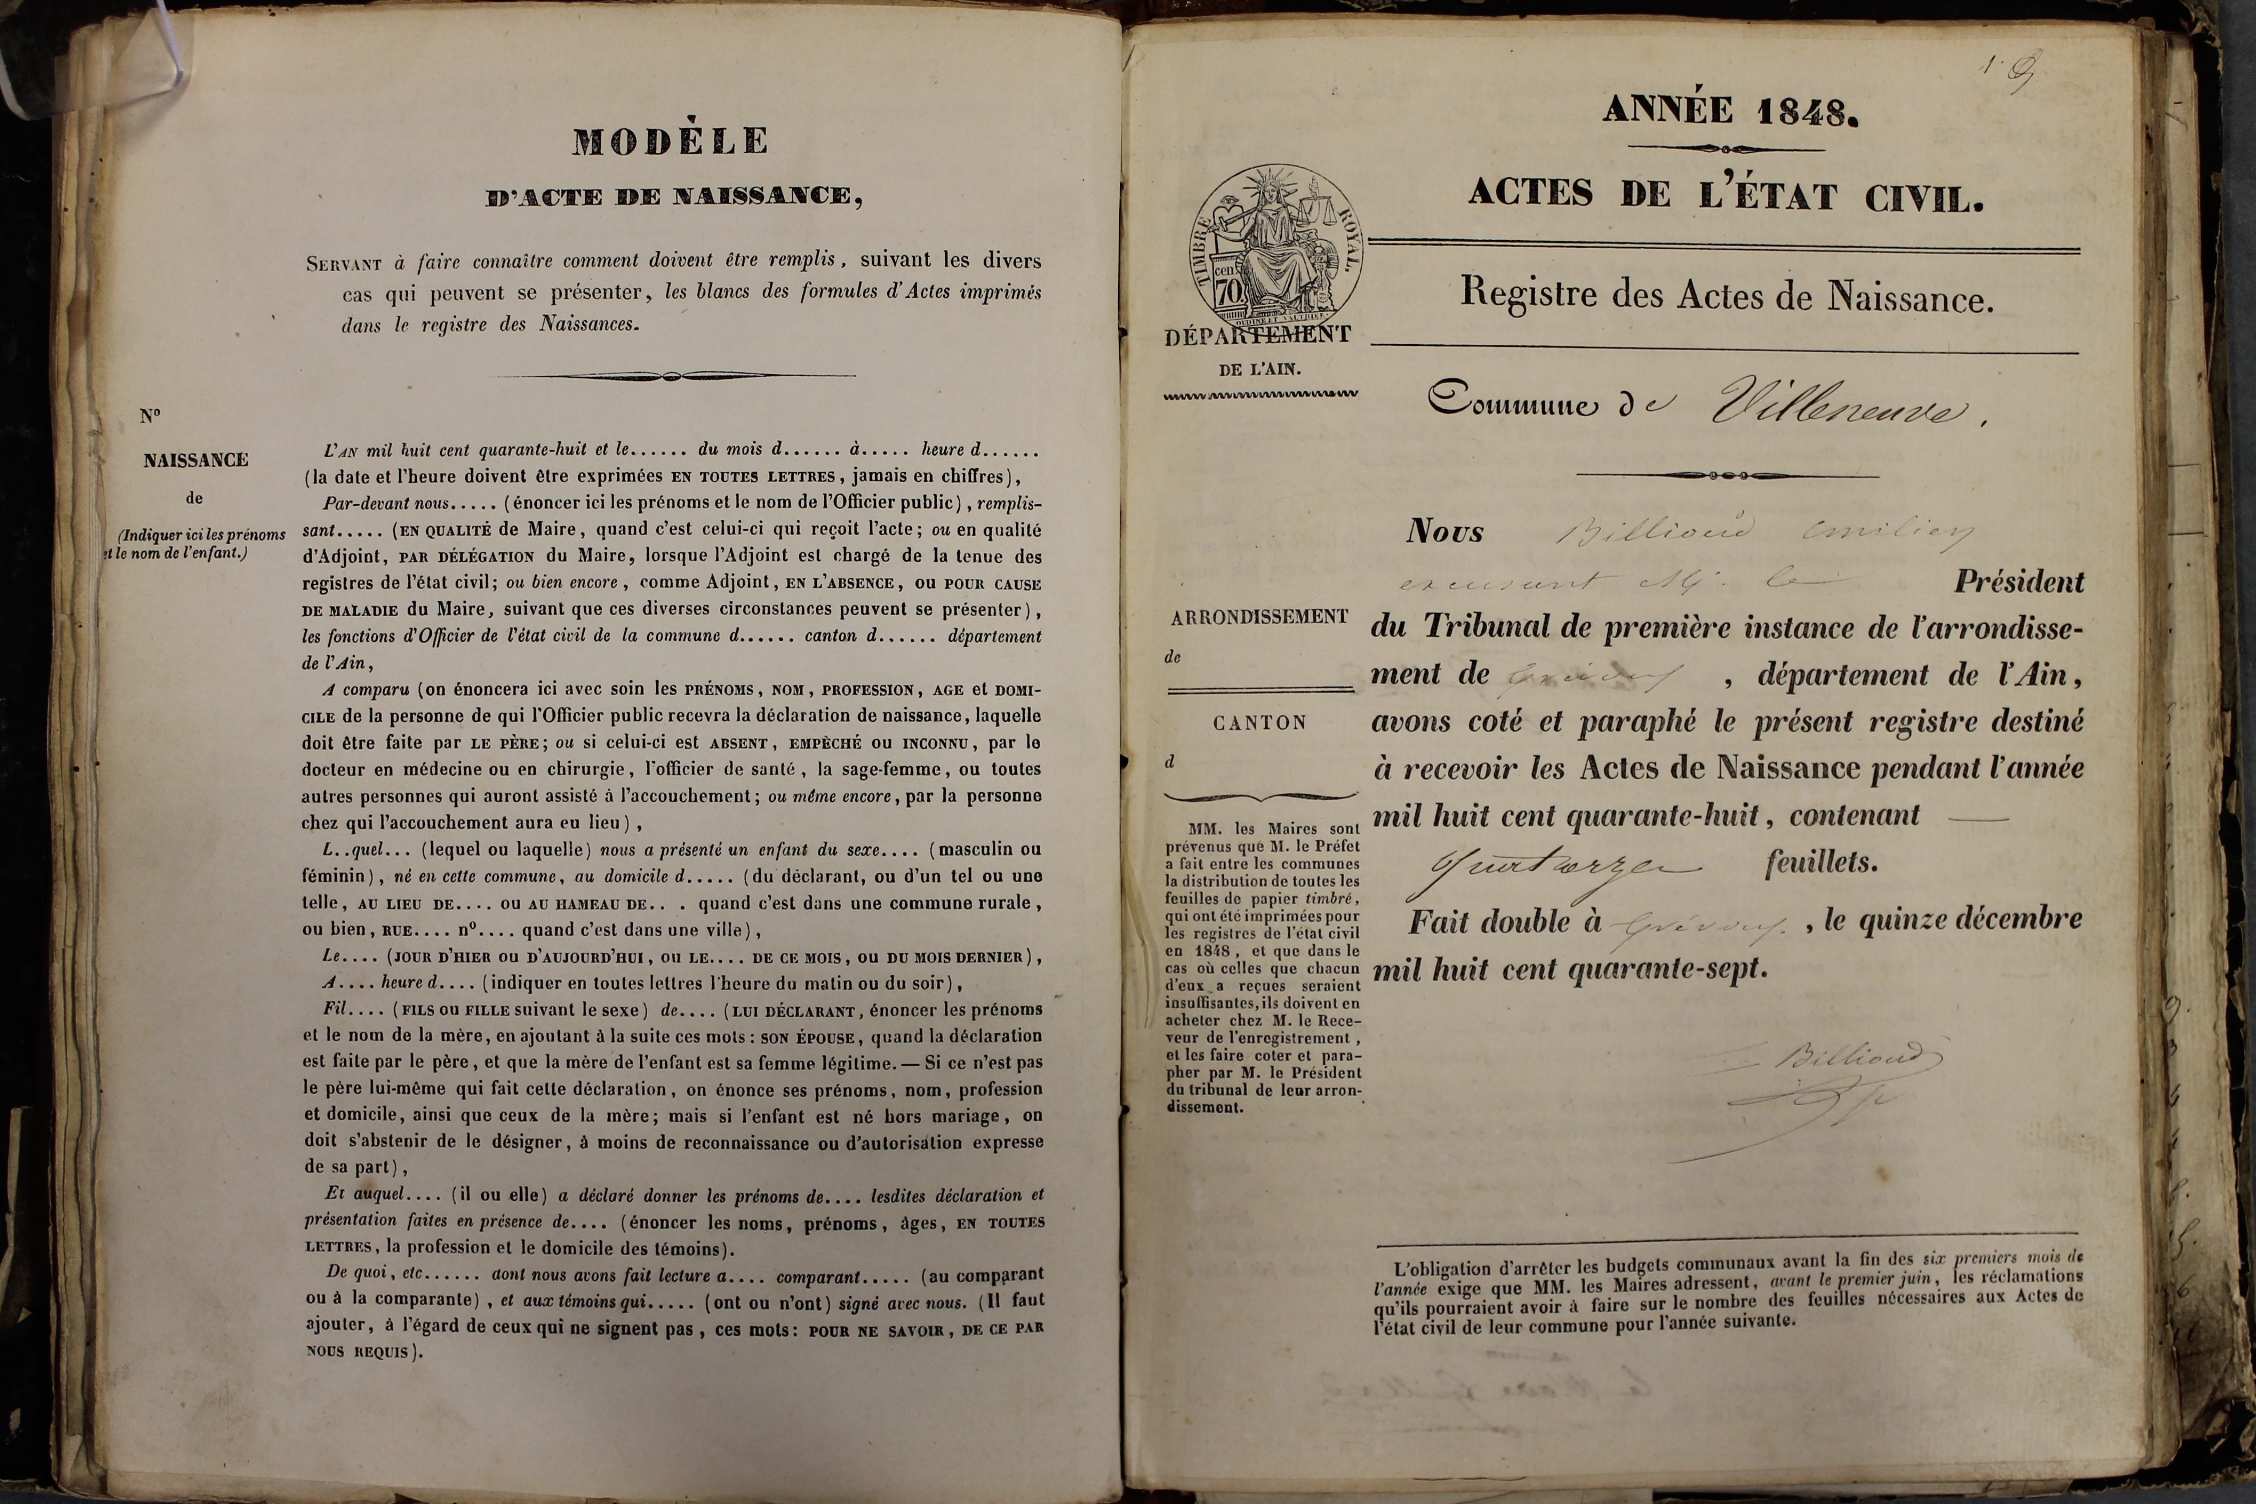 MODÈLE
D'ACTE DE NAISSANCE,
SERVANT à faire connaître comment doivent être remplis, suivant les divers
cas qui peuvent se présenter, les blancs des formules d'Actes imprimés
dans le registre des Naissances.
N°
NAISSANCE
de
(Indiquer ici les prénoms
et le nom de l'enfant.)
L'AN mil huit cent quarante-huit et le...... du mois d...... à..... heure d......
(la date et l'heure doivent être exprimées EN TOUTES LETTRES, jamais en chiffres),
Par-devant nous..... (énoncer ici les prénoms et le nom de l'Officier public), remplis-
sant..... (EN QUALITÉ de Maire, quand c'est celui-ci qui reçoit l'acte; ou en qualité
d'Adjoint, PAR DÉLÉGATION du Maire, lorsque l'Adjoint est chargé de la tenue des
registres de l'état civil; ou bien encore, comme Adjoint, EN L'ABSENCE, OU POUR CAUSE
DE MALADIE du Maire, suivant que ces diverses circonstances peuvent se présenter),
les fonctions d'Officier de l'état civil de la commune d...... canton d...... département
de l'Ain,
A comparu (on énoncera ici avec soin les PRÉNOMS, NOM, PROFESSION, AGE et DOMI-
CILE de la personne de qui l'Officier public recevra la déclaration de naissance, laquelle
doit être faite par LE PÈRE; ou si celui-ci est ABSENT, EMPÊCHÉ OU INCONNU, par le
docteur en médecine ou en chirurgie, l'officier de santé, la sage-femme, ou toutes
autres personnes qui auront assisté à l'accouchement; ou même encore, par la personne
chez qui l'accouchement aura eu lieu),
L..quel... (lequel ou laquelle) nous a présenté un enfant du sexe.... (masculin ou
féminin), né en cette commune, au domicile d..... (du déclarant, ou d'un tel ou une
telle, AU LIEU DE.... OU AU HAMEAU DE.. . quand c'est dans une commune rurale,
ou bien, RUE.... n°.... quand c'est dans une ville),
Le.... (JOUR D'HIER OU D'AUJOURD'HUI, OU LE.... DE CE MOIS, OU DU MOIS DERNIER),
A.... heure d.... (indiquer en toutes lettres l'heure du matin ou du soir),
Fil.... (FILS OU FILLE suivant le sexe) de.... (LUI DÉCLARANT, énoncer les prénoms
et le nom de la mère, en ajoutant à la suite ces mots: SON ÉPOUSE, quand la déclaration
est faite par le père, et que la mère de l'enfant est sa femme légitime. — Si ce n'est pas
le père lui-même qui fait cette déclaration, on énonce ses prénoms, nom, profession
et domicile, ainsi que ceux de la mère; mais si l'enfant est né hors mariage, on
doit s'abstenir de le désigner, à moins de reconnaissance ou d'autorisation expresse
de sa part),
Et auquel.... (il ou elle) a déclaré donner les prénoms de.... lesdites déclaration et
présentation faites en présence de.... (énoncer les noms, prénoms, âges, EN TOUTES
LETTRES, la profession et le domicile des témoins).
De quoi, etc...... dont nous avons fait lecture a.... comparant..... (au comparant
ou à la comparante), et aux témoins qui..... (ont ou n'ont) signé avec nous. (Il faut
ajouter, à l'égard de ceux qui ne signent pas, ces mots: POUR NE SAVOIR, DE CE PAR
NOUS REQUIS).
ANNÉE 1848.
ACTES DE L'ÉTAT CIVIL.
TIMBRE ROYAL.
cen.
70
DÉPARTEMENT
DE L'AIN.
Registre des Actes de Naissance.
Commune de Villeneuve.
ARRONDISSEMENT
de
CANTON
d
MM. les Maires sont
prévenus que M. le Préfet
a fait entre les communes
la distribution de toutes les
feuilles de papier timbré,
qui ont été imprimées pour
les registres de l'état civil
en 1848, et que dans le
cas où celles que chacun
d'eux a reçues seraient
insuffisantes, ils doivent en
acheter chez M. le Rece-
veur de l'enregistrement,
et les faire coter et para-
pher par M. le Président
du tribunal de leur arron-
dissement.
Nous Billioud emilien
excusant Mr. le Président
du Tribunal de première instance de l'arrondisse-
ment de Trévoux, département de l'Ain,
avons coté et paraphé le présent registre destiné
à recevoir les Actes de Naissance pendant l'année
mil huit cent quarante-huit, contenant —
quatorze feuillets.
Fait double à Trévoux, le quinze décembre
mil huit cent quarante-sept.
Billioud
L'obligation d'arrêter les budgets communaux avant la fin des six premiers mois de
l'année exige que MM. les Maires adressent, avant le premier juin, les réclamations
qu'ils pourraient avoir à faire sur le nombre des feuilles nécessaires aux Actes de
l'état civil de leur commune pour l'année suivante.